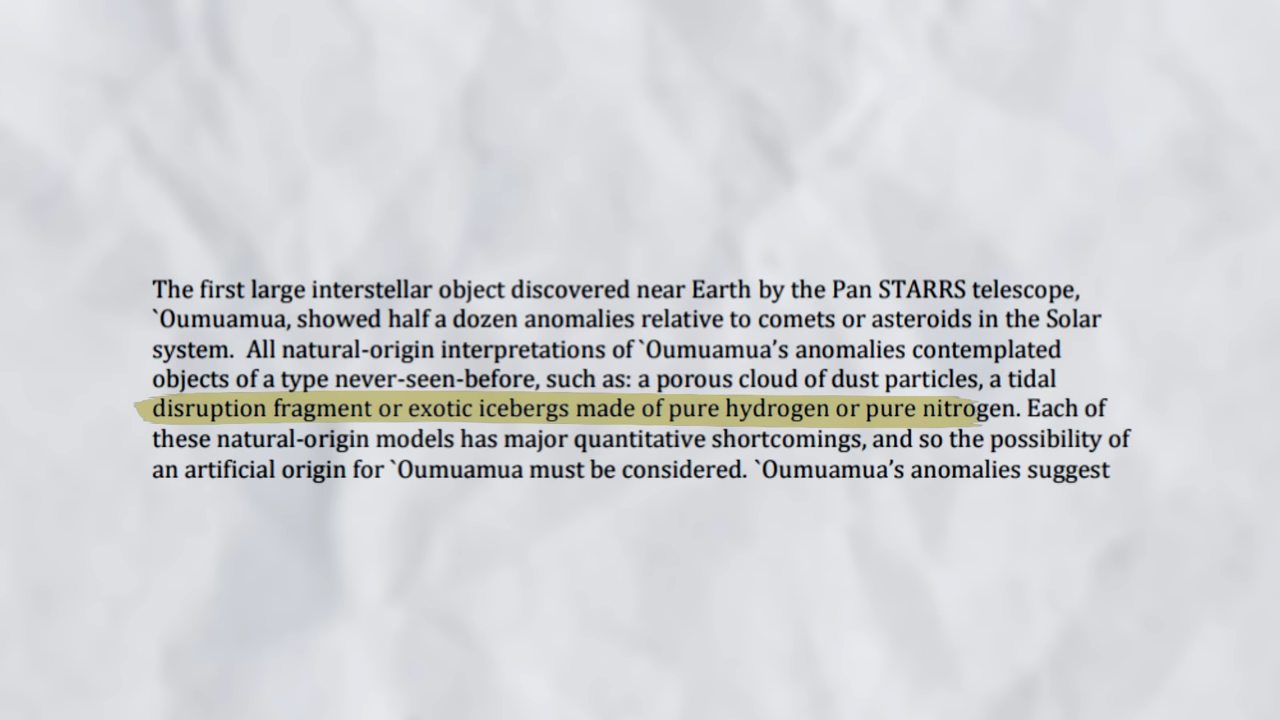 The first large interstellar object discovered near Earth by the Pan STARRS telescope,
`Oumuamua, showed half a dozen anomalies relative to comets or asteroids in the Solar
system.  All natural-origin interpretations of `Oumuamua’s anomalies contemplated
objects of a type never-seen-before, such as: a porous cloud of dust particles, a tidal
disruption fragment or exotic icebergs made of pure hydrogen or pure nitrogen. Each of
these natural-origin models has major quantitative shortcomings, and so the possibility of
an artificial origin for `Oumuamua must be considered. `Oumuamua’s anomalies suggest